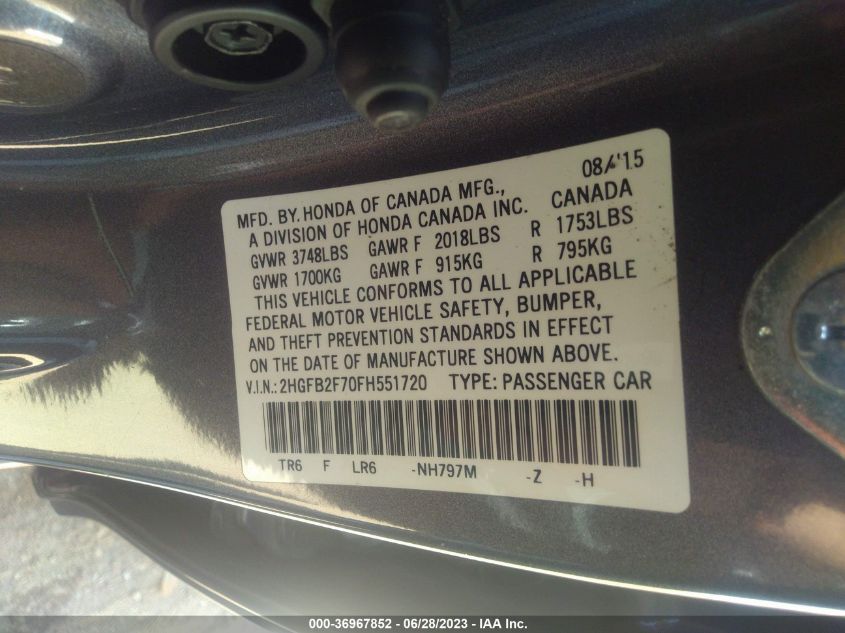 08/'15
MFD. BY. HONDA OF CANADA MFG.,
A DIVISION OF HONDA CANADA INC. CANADA
GVWR 3748LBS GAWR F 2018LBS R 1753LBS
GVWR 1700KG GAWR F 915KG R 795KG
THIS VEHICLE CONFORMS TO ALL APPLICABLE
FEDERAL MOTOR VEHICLE SAFETY, BUMPER,
AND THEFT PREVENTION STANDARDS IN EFFECT
ON THE DATE OF MANUFACTURE SHOWN ABOVE.
V.I.N.: 2HGFB2F70FH551720 TYPE: PASSENGER CAR
TR6 F LR6 -NH797M -Z -H
000-36967852 / 06/28/2023 - IAA Inc.